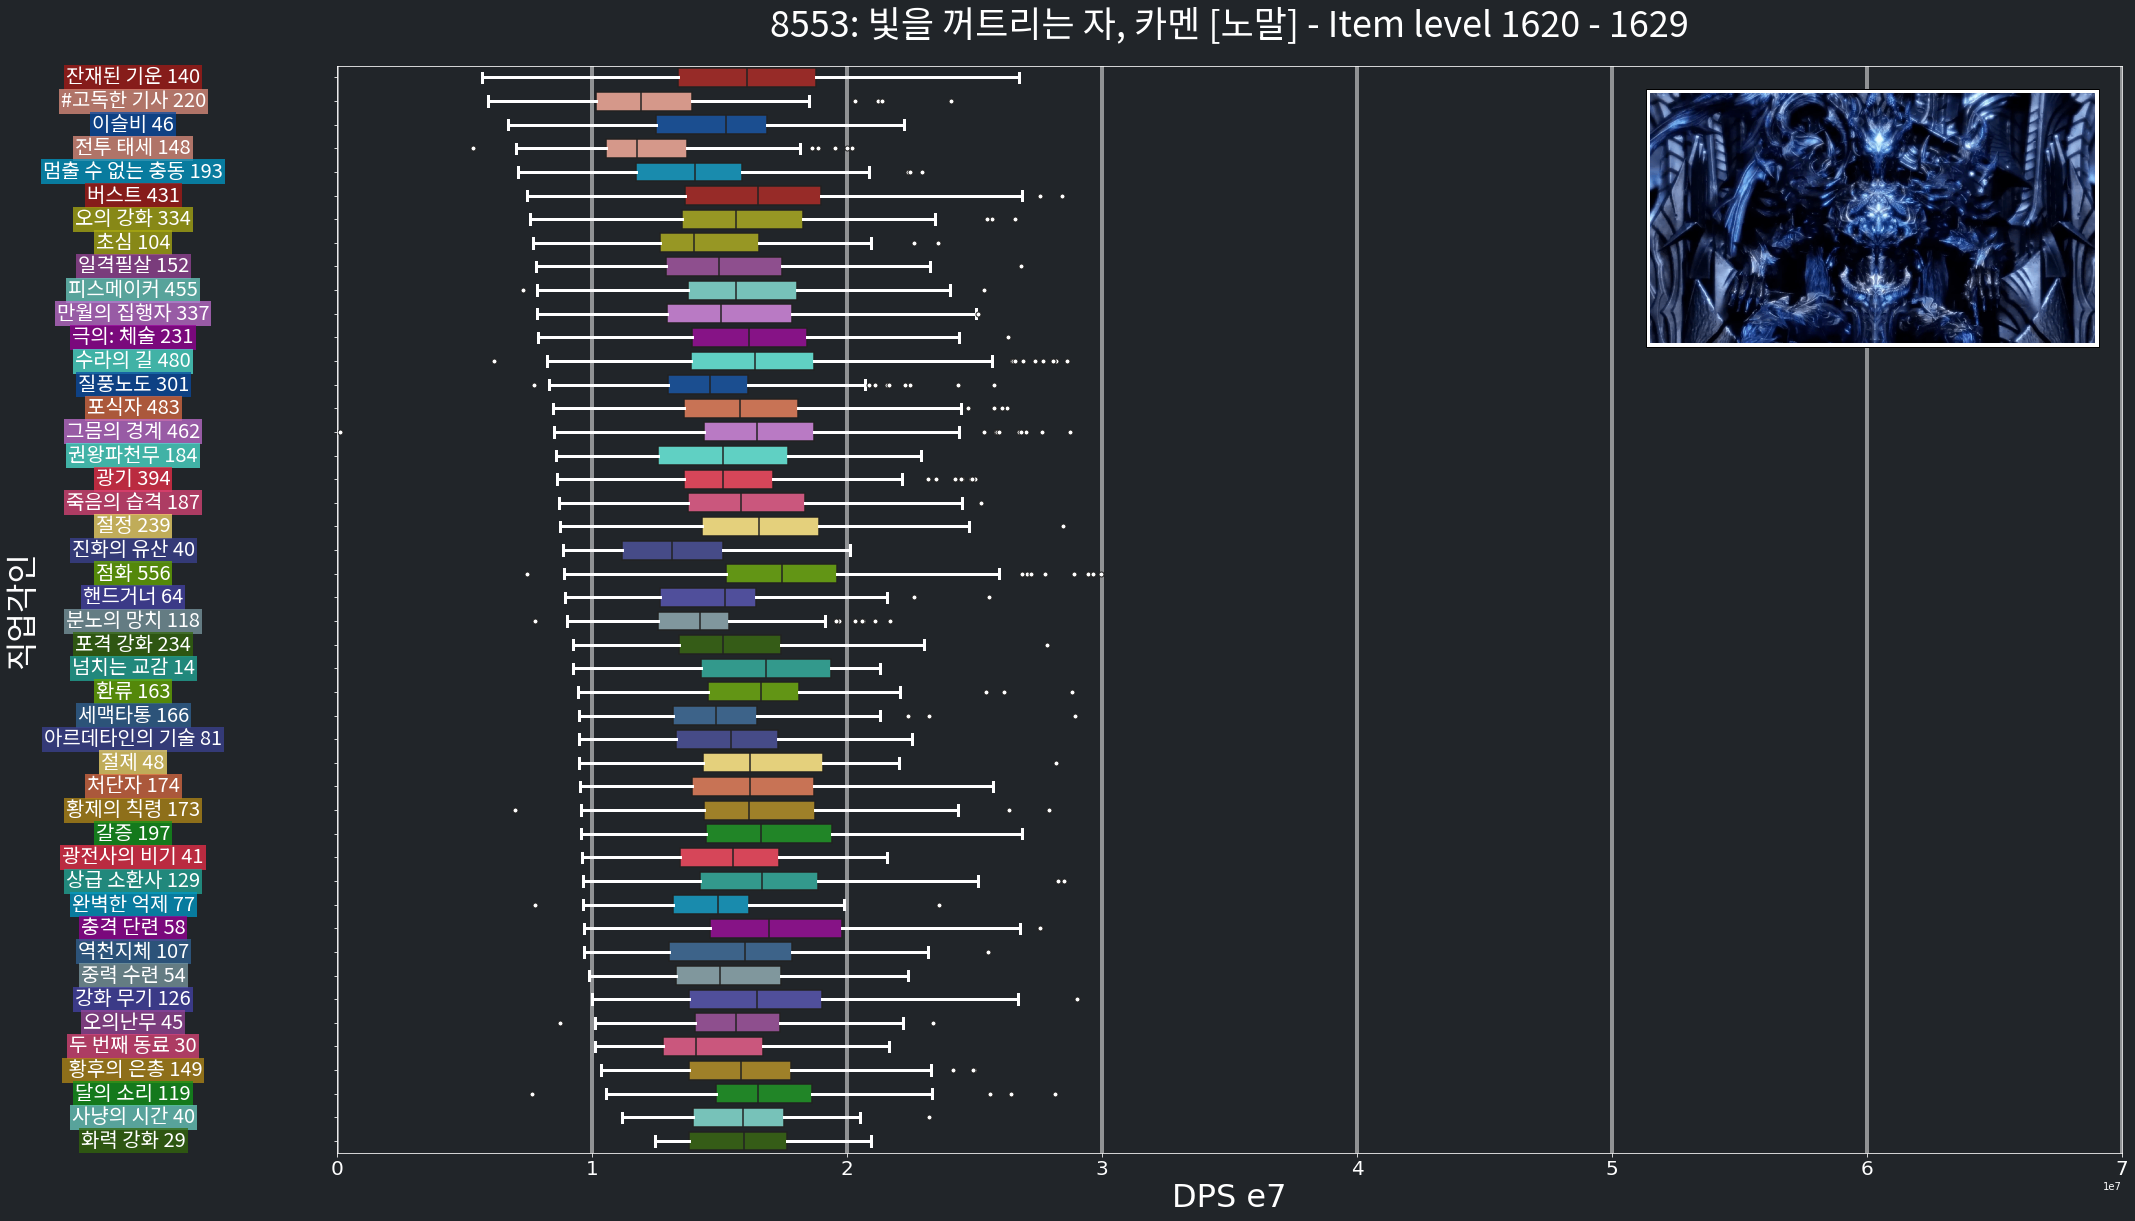 8553: 빛을 꺼트리는 자, 카멘 [노말] - Item level 1620 - 1629
잔재된 기운 140
#고독한 기사 220
이슬비 46
전투 태세 148
멈출 수 없는 충동 193
버스트 431
오의 강화 334
초심 104
일격필살 152
피스메이커 455
만월의 집행자 337
극의: 체술 231
수라의 길 480
질풍노도 301
포식자 483
그믐의 경계 462
권왕파천무 184
광기 394
죽음의 습격 187
절정 239
진화의 유산 40
점화 556
핸드거너 64
분노의 망치 118
포격 강화 234
넘치는 교감 14
환류 163
세맥타통 166
아르데타인의 기술 81
절제 48
처단자 174
황제의 칙령 173
갈증 197
광전사의 비기 41
상급 소환사 129
완벽한 억제 77
충격 단련 58
역천지체 107
중력 수련 54
강화 무기 126
오의난무 45
두 번째 동료 30
황후의 은총 149
달의 소리 119
사냥의 시간 40
화력 강화 29
직업각인
0 1 2 3 4 5 6 7
1e7
DPS e7